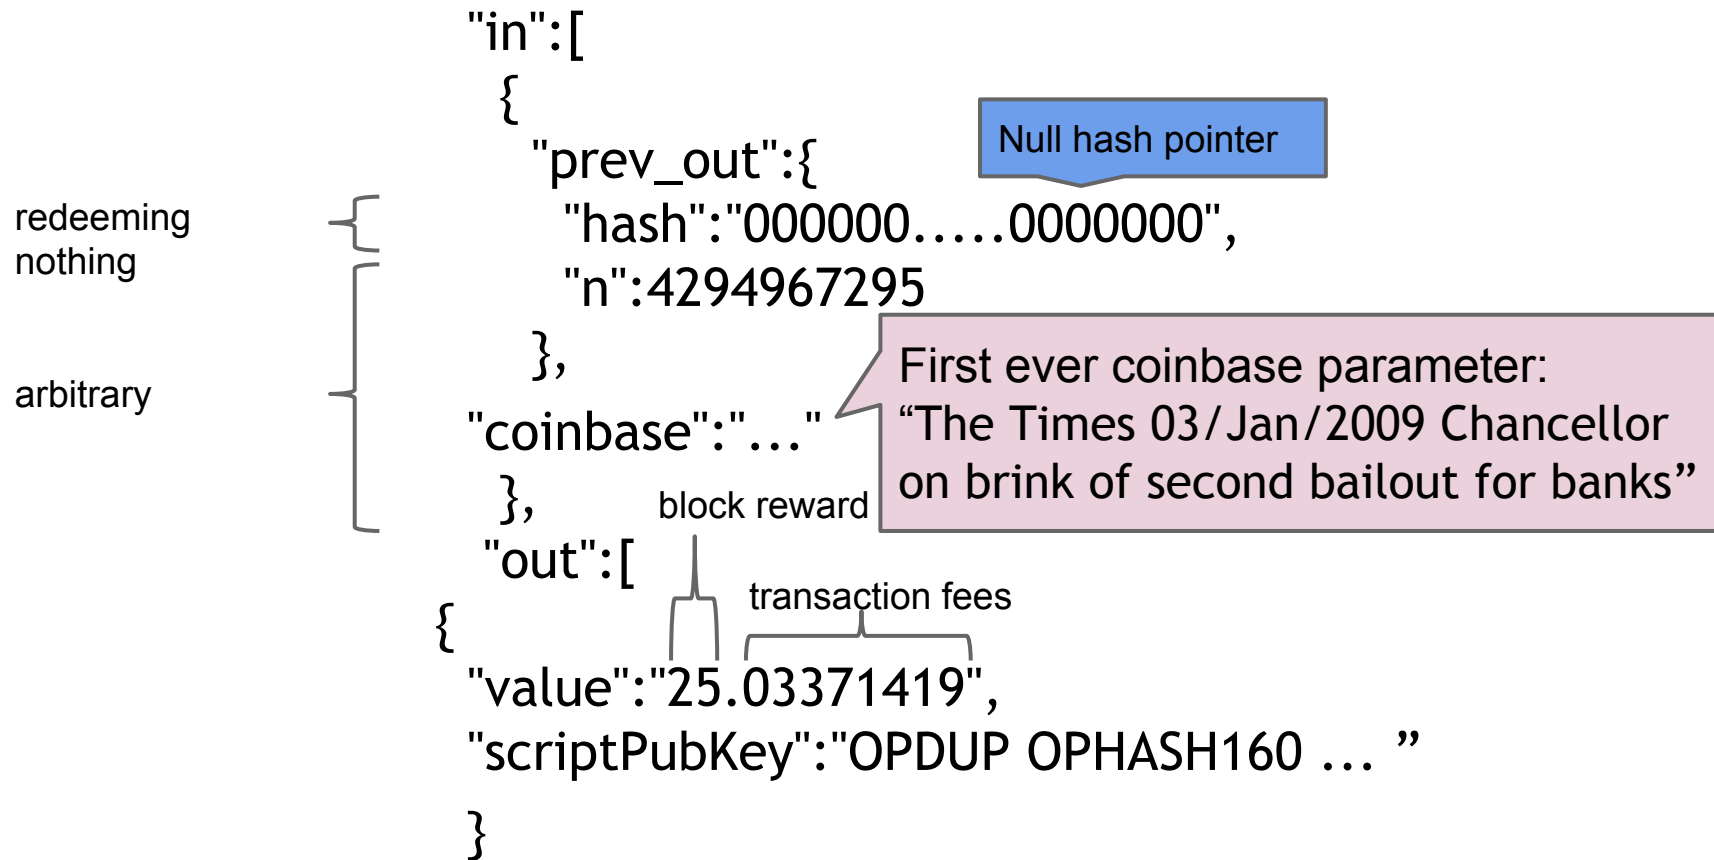 "in":[
{
"prev_out":{
Null hash pointer
redeeming
nothing
"hash":"000000.....0000000",
"n":4294967295
},
arbitrary
"coinbase":"..."
First ever coinbase parameter:
“The Times 03/Jan/2009 Chancellor
on brink of second bailout for banks”
},
block reward
"out":[
transaction fees
{
"value":"25.03371419",
"scriptPubKey":"OPDUP OPHASH160 ... ”
}